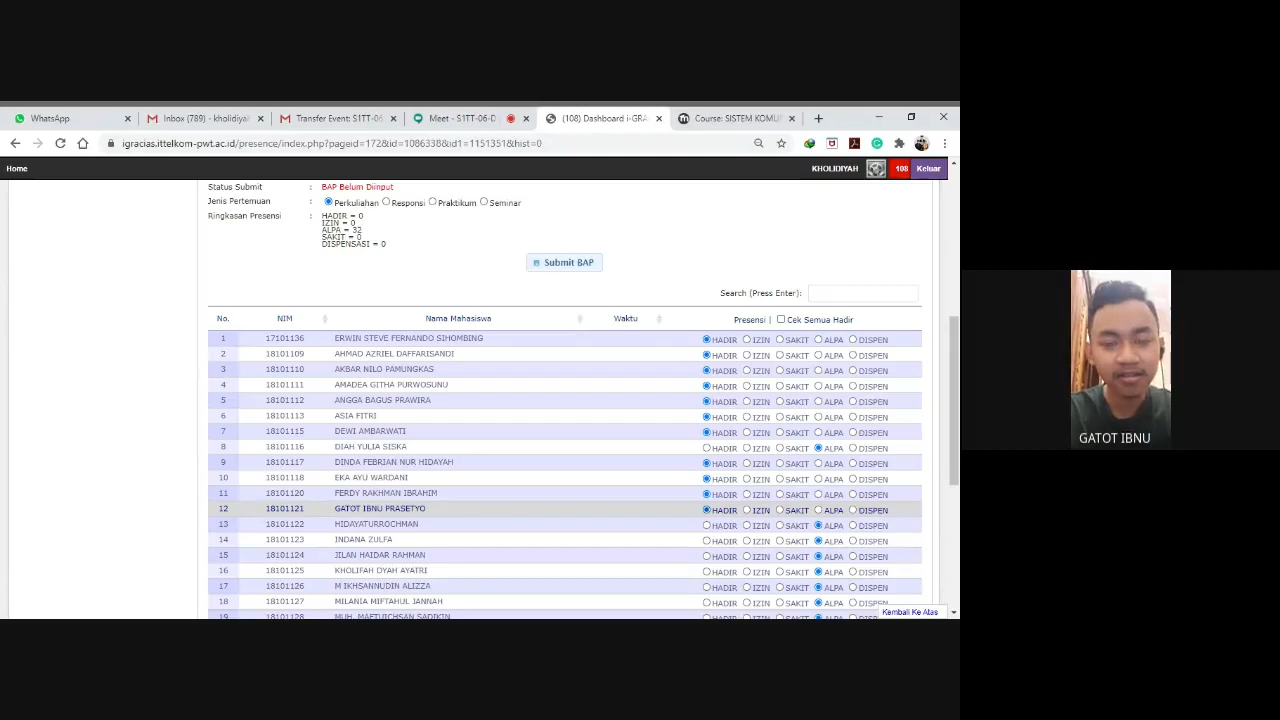 WhatsApp
Inbox (789) - kholidiyah
Transfer Event: S1TT-06
Meet - S1TT-06-D
(108) Dashboard i-GRA
Course: SISTEM KOMU
igracias.ittelkom-pwt.ac.id/presence/index.php?pageid=172&id=1086338&id1=1151351&hist=0
Home
KHOLIDIYAH 108 Keluar
Status Submit : BAP Belum Diinput
Jenis Pertemuan : Perkuliahan Responsi Praktikum Seminar
Ringkasan Presensi : HADIR = 0
IZIN = 0
ALPA = 32
SAKIT = 0
DISPENSASI = 0
Submit BAP
Search (Press Enter):
No. NIM Nama Mahasiswa Waktu Presensi | Cek Semua Hadir
1 17101136 ERWIN STEVE FERNANDO SIHOMBING HADIR IZIN SAKIT ALPA DISPEN
2 18101109 AHMAD AZRIEL DAFFARISANDI HADIR IZIN SAKIT ALPA DISPEN
3 18101110 AKBAR NILO PAMUNGKAS HADIR IZIN SAKIT ALPA DISPEN
4 18101111 AMADEA GITHA PURWOSUNU HADIR IZIN SAKIT ALPA DISPEN
5 18101112 ANGGA BAGUS PRAWIRA HADIR IZIN SAKIT ALPA DISPEN
6 18101113 ASIA FITRI HADIR IZIN SAKIT ALPA DISPEN
7 18101115 DEWI AMBARWATI HADIR IZIN SAKIT ALPA DISPEN
8 18101116 DIAH YULIA SISKA HADIR IZIN SAKIT ALPA DISPEN
9 18101117 DINDA FEBRIAN NUR HIDAYAH HADIR IZIN SAKIT ALPA DISPEN
10 18101118 EKA AYU WARDANI HADIR IZIN SAKIT ALPA DISPEN
11 18101120 FERDY RAKHMAN IBRAHIM HADIR IZIN SAKIT ALPA DISPEN
12 18101121 GATOT IBNU PRASETYO HADIR IZIN SAKIT ALPA DISPEN
13 18101122 HIDAYATURROCHMAN HADIR IZIN SAKIT ALPA DISPEN
14 18101123 INDANA ZULFA HADIR IZIN SAKIT ALPA DISPEN
15 18101124 JILAN HAIDAR RAHMAN HADIR IZIN SAKIT ALPA DISPEN
16 18101125 KHOLIFAH DYAH AYATRI HADIR IZIN SAKIT ALPA DISPEN
17 18101126 M IKHSANNUDIN ALIZZA HADIR IZIN SAKIT ALPA DISPEN
18 18101127 MILANIA MIFTAHUL JANNAH HADIR IZIN SAKIT ALPA DISPEN
19 18101128 MUH. MAFTUICHSAN SADIKIN HADIR IZIN SAKIT ALPA
Kembali Ke Atas
GATOT IBNU